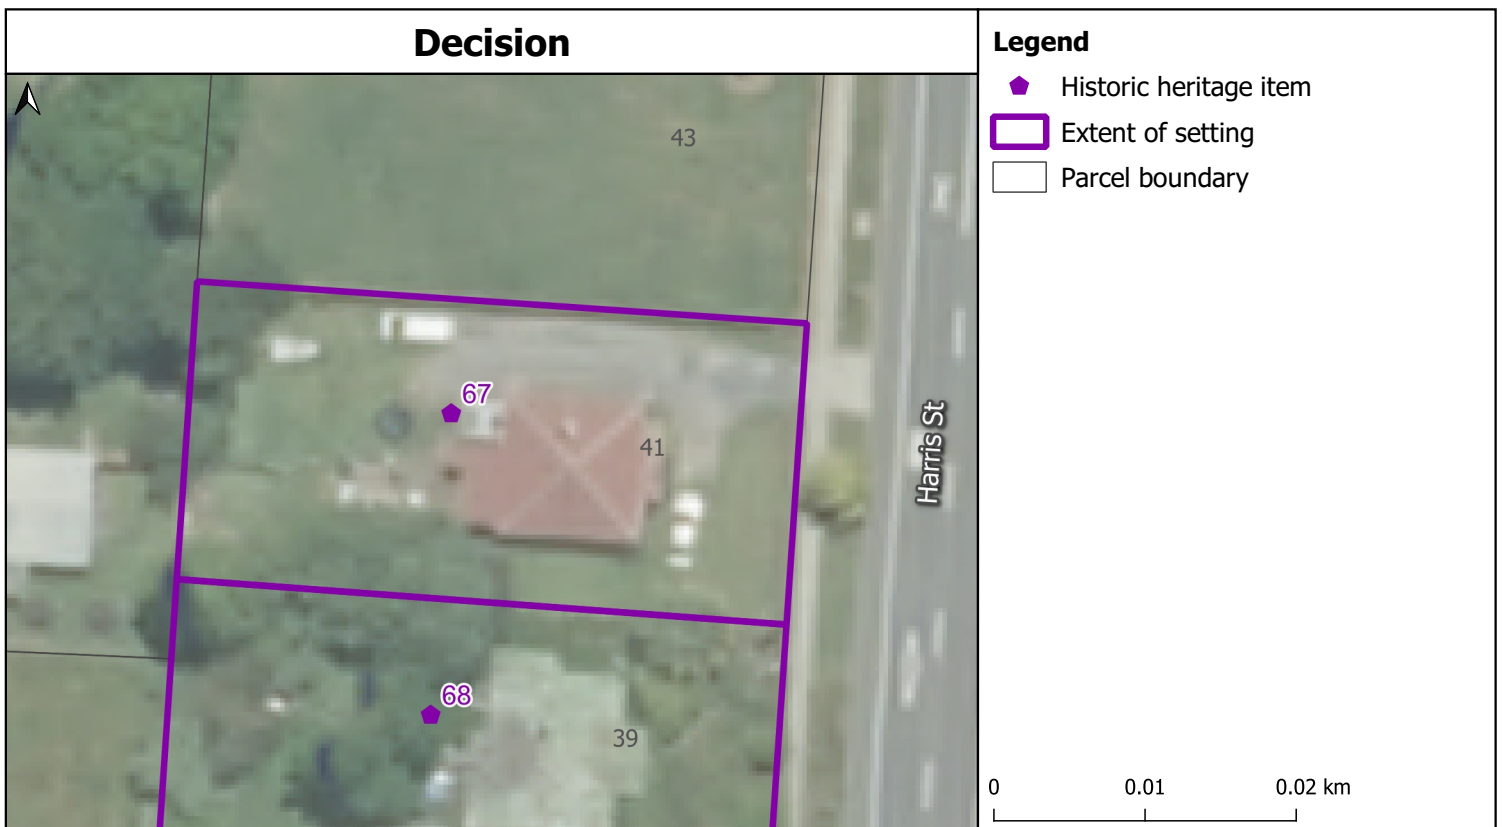 Decision
43
67
41
Harris St
68
39
Legend
Historic heritage item
Extent of setting
Parcel boundary
0 0.01 0.02 km